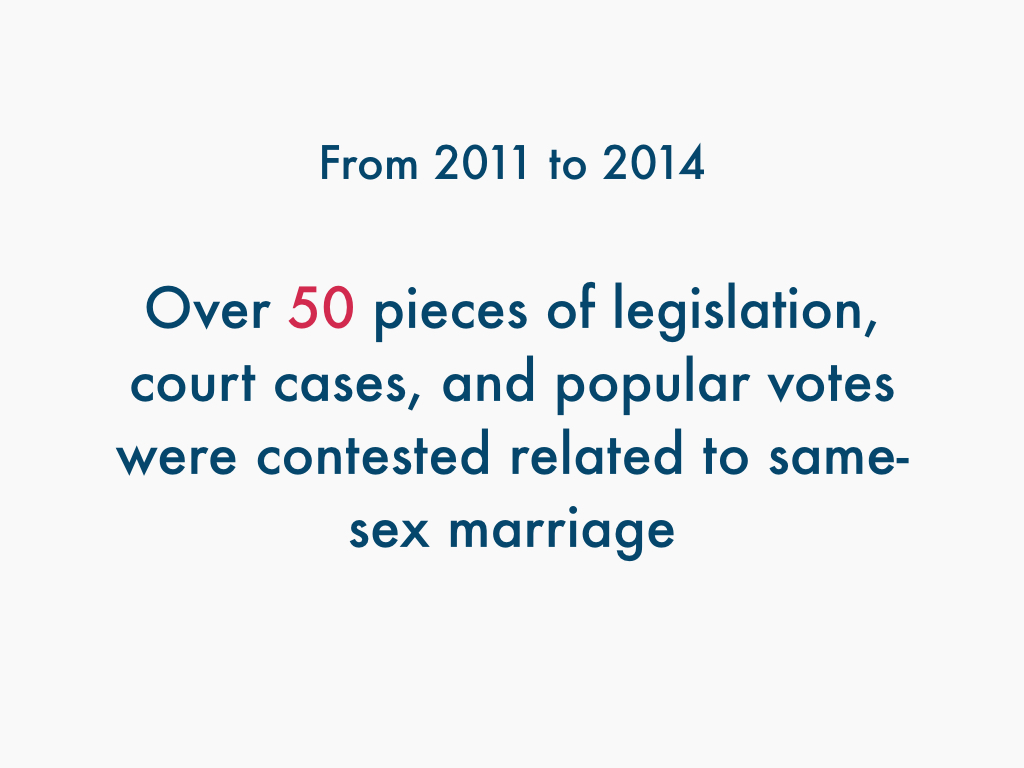 From 2011 to 2014
Over 50 pieces of legislation,
court cases, and popular votes
were contested related to same-
sex marriage